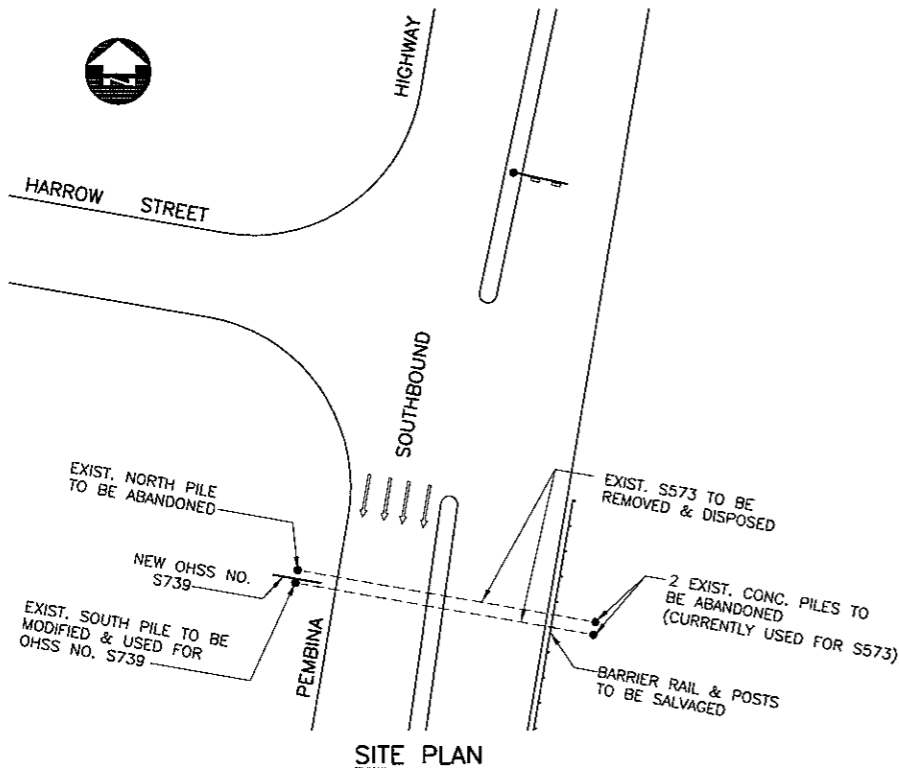 HIGHWAY
N
HARROW STREET
SOUTHBOUND
EXIST. NORTH PILE
TO BE ABANDONED
EXIST. S573 TO BE
REMOVED & DISPOSED
NEW OHSS NO.
S739
2 EXIST. CONC. PILES TO
BE ABANDONED
(CURRENTLY USED FOR S573)
EXIST. SOUTH PILE TO BE
MODIFIED & USED FOR
OHSS NO. S739
PEMBINA
BARRIER RAIL & POSTS
TO BE SALVAGED
SITE PLAN